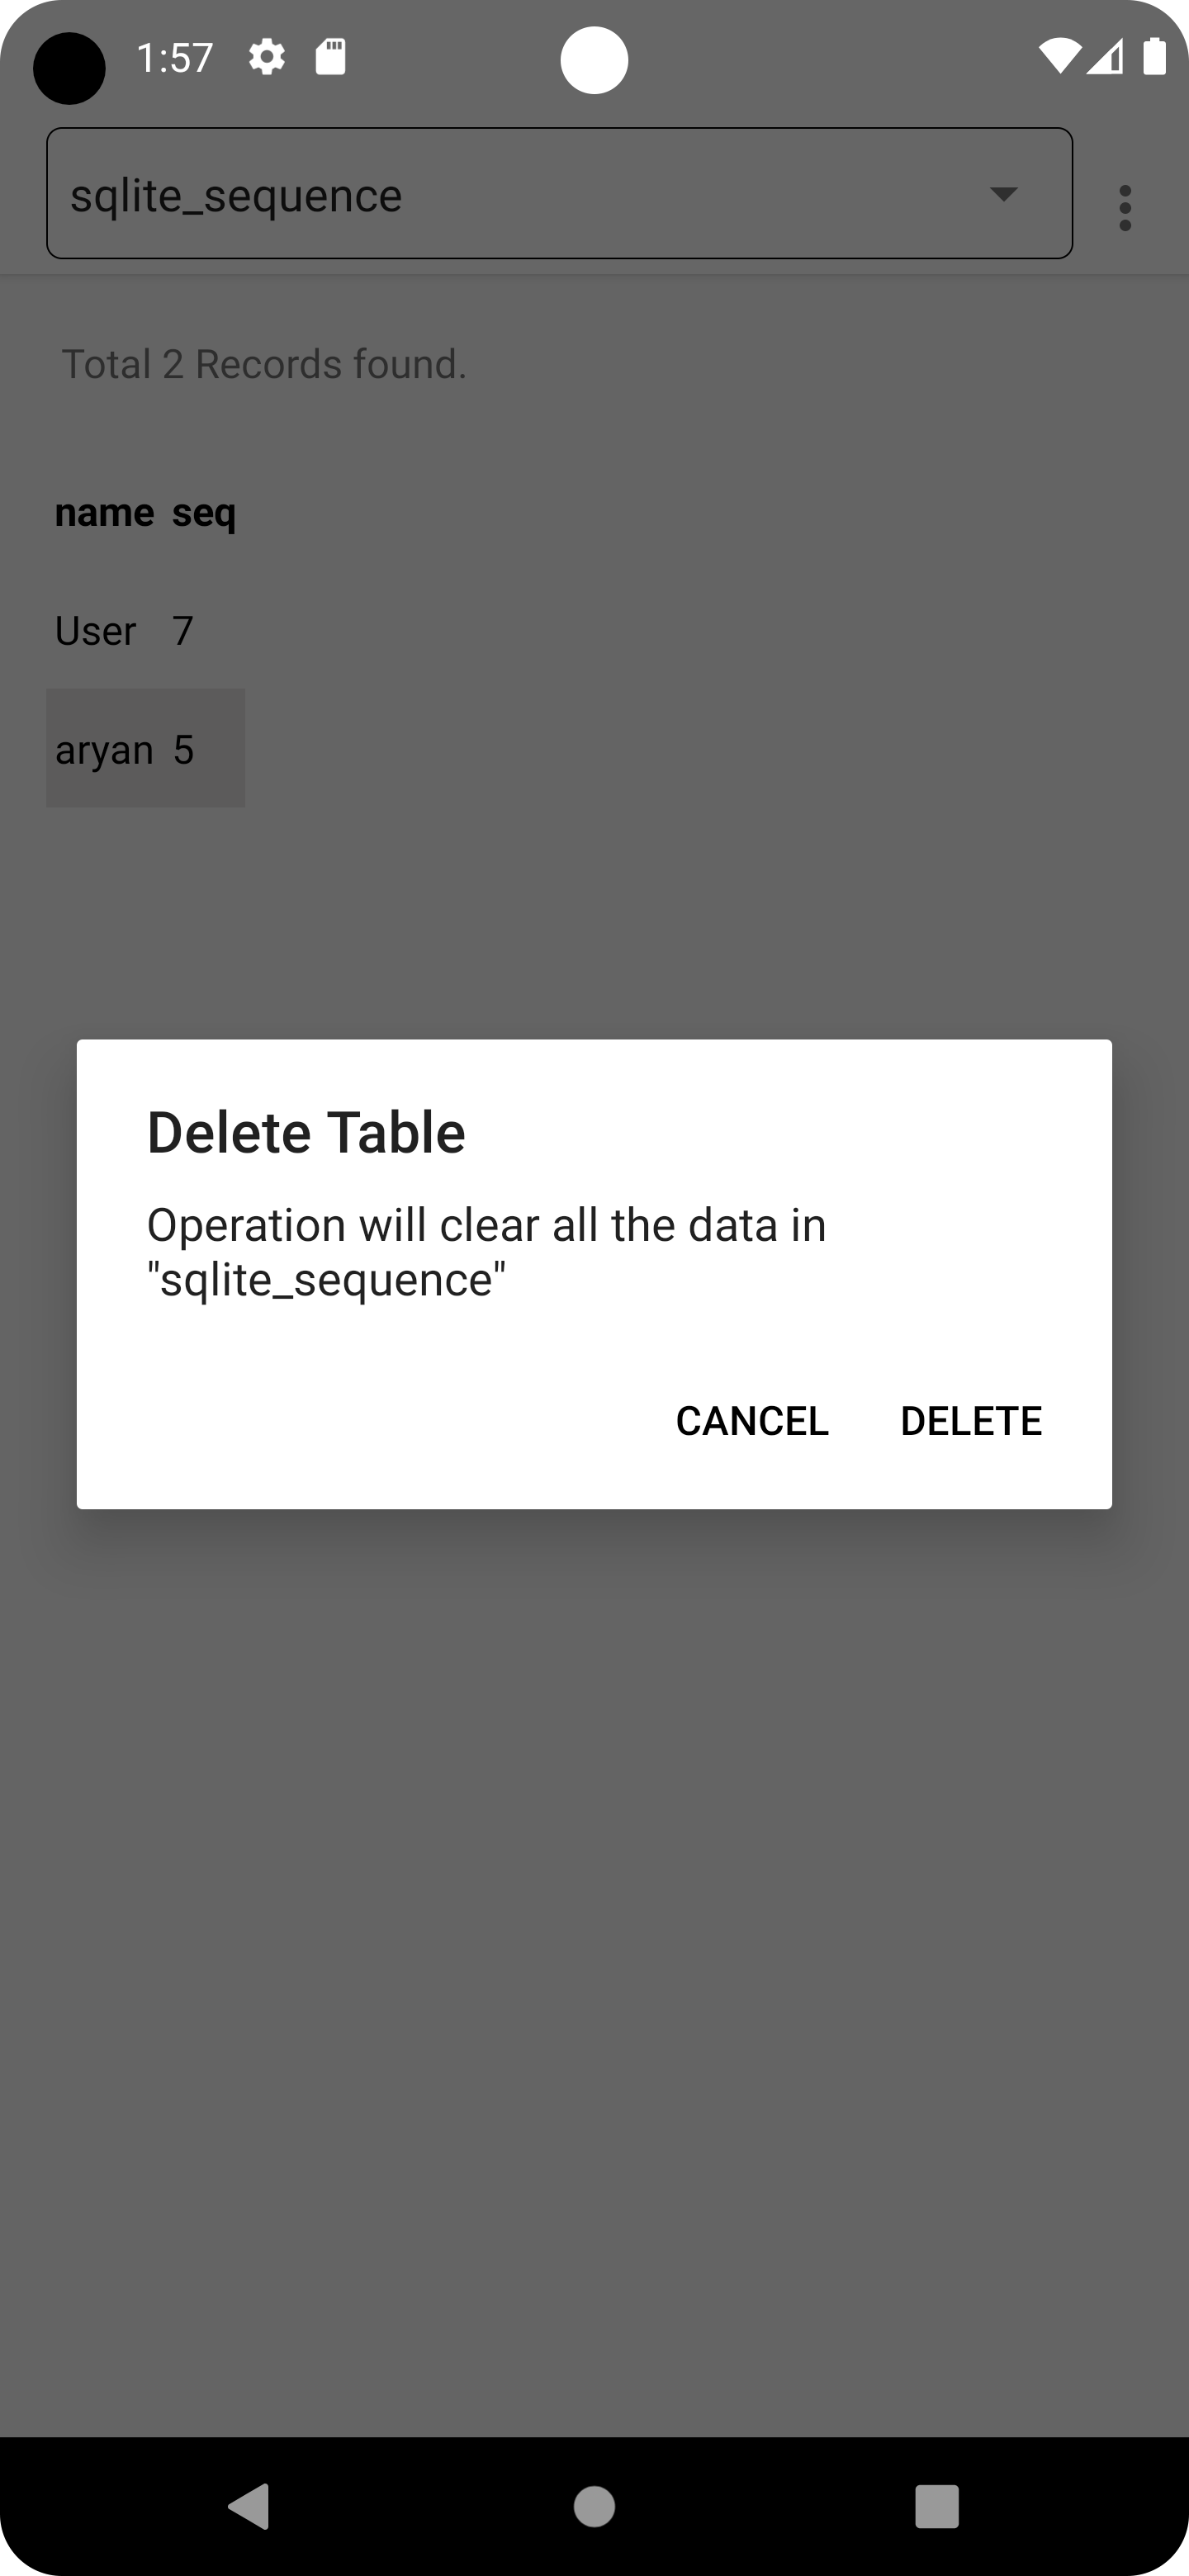 1:57
sqlite_sequence
Total 2 Records found.
name seq
User 7
aryan 5
Delete Table
Operation will clear all the data in
"sqlite_sequence"
CANCEL DELETE